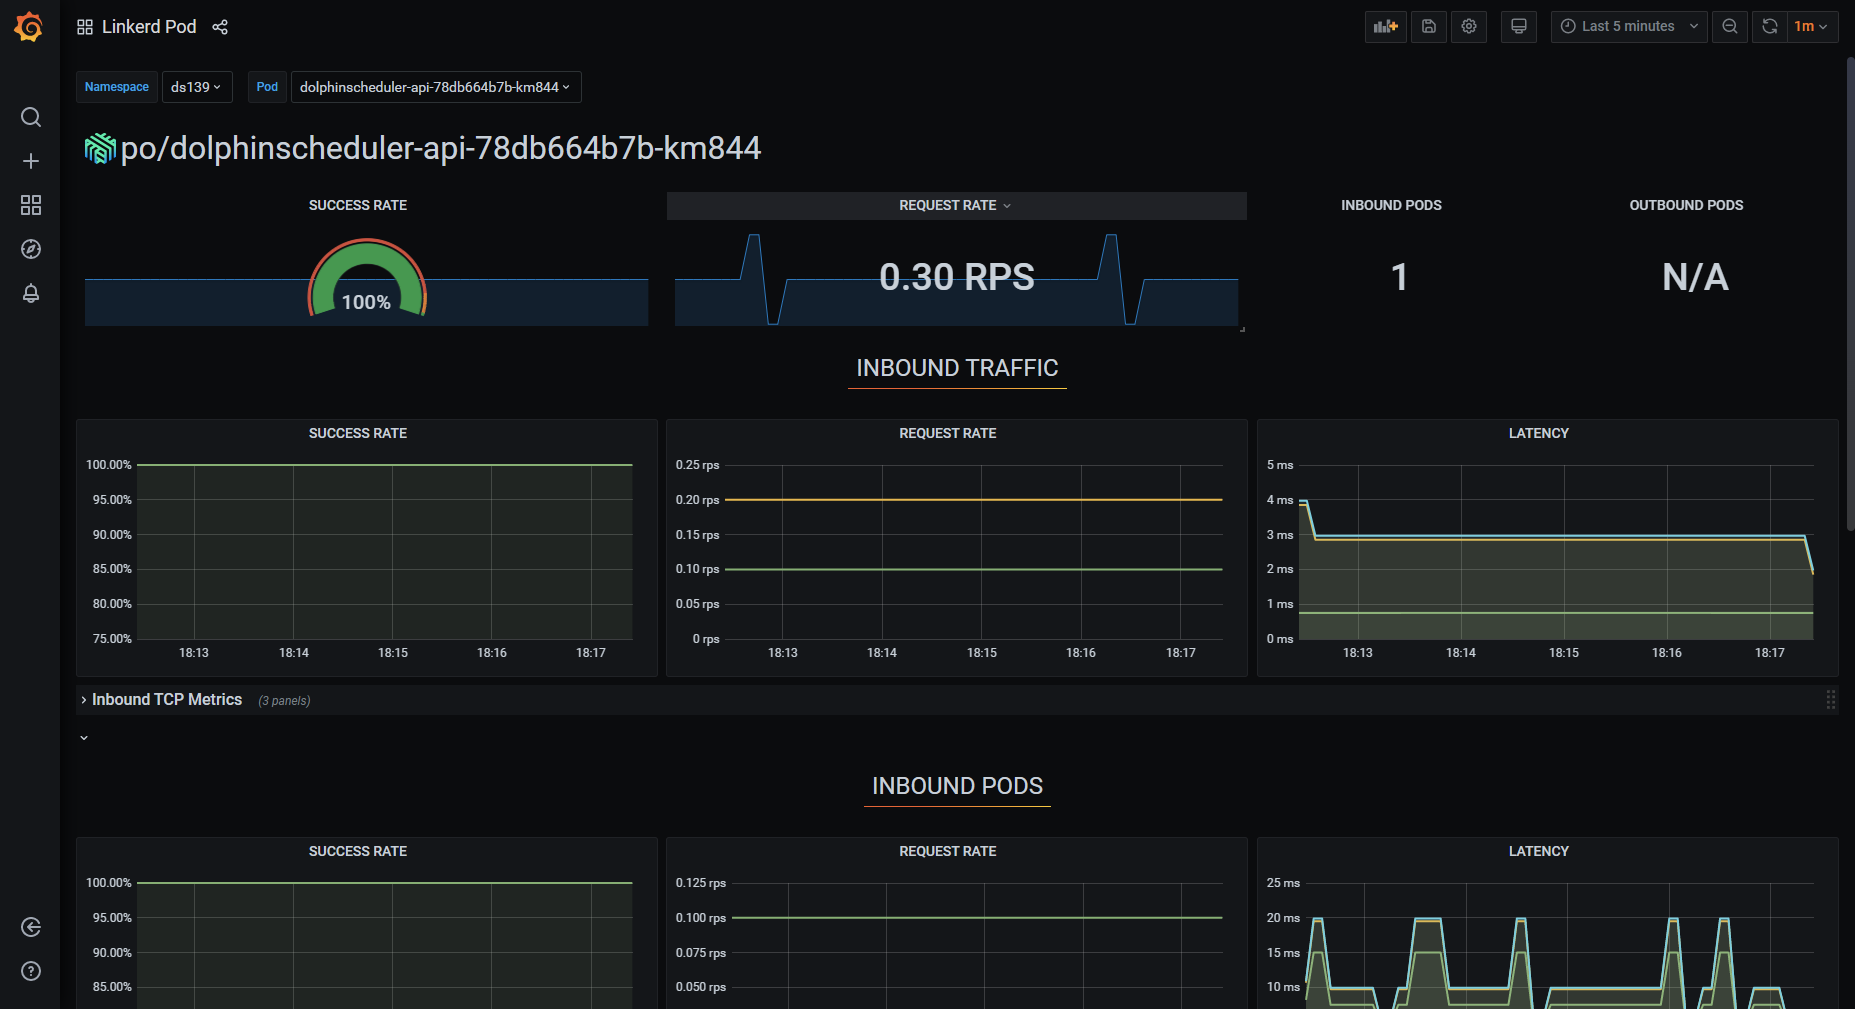 Linkerd Pod
Last 5 minutes
1m
Namespace
ds139
Pod
dolphinscheduler-api-78db664b7b-km844
po/dolphinscheduler-api-78db664b7b-km844
SUCCESS RATE
REQUEST RATE
INBOUND PODS
OUTBOUND PODS
100%
0.30 RPS
1
N/A
INBOUND TRAFFIC
SUCCESS RATE
100.00%
95.00%
90.00%
85.00%
80.00%
75.00%
18:13 18:14 18:15 18:16 18:17
REQUEST RATE
0.25 rps
0.20 rps
0.15 rps
0.10 rps
0.05 rps
0 rps
18:13 18:14 18:15 18:16 18:17
LATENCY
5 ms
4 ms
3 ms
2 ms
1 ms
0 ms
18:13 18:14 18:15 18:16 18:17
Inbound TCP Metrics (3 panels)
INBOUND PODS
SUCCESS RATE
100.00%
95.00%
90.00%
85.00%
REQUEST RATE
0.125 rps
0.100 rps
0.075 rps
0.050 rps
LATENCY
25 ms
20 ms
15 ms
10 ms